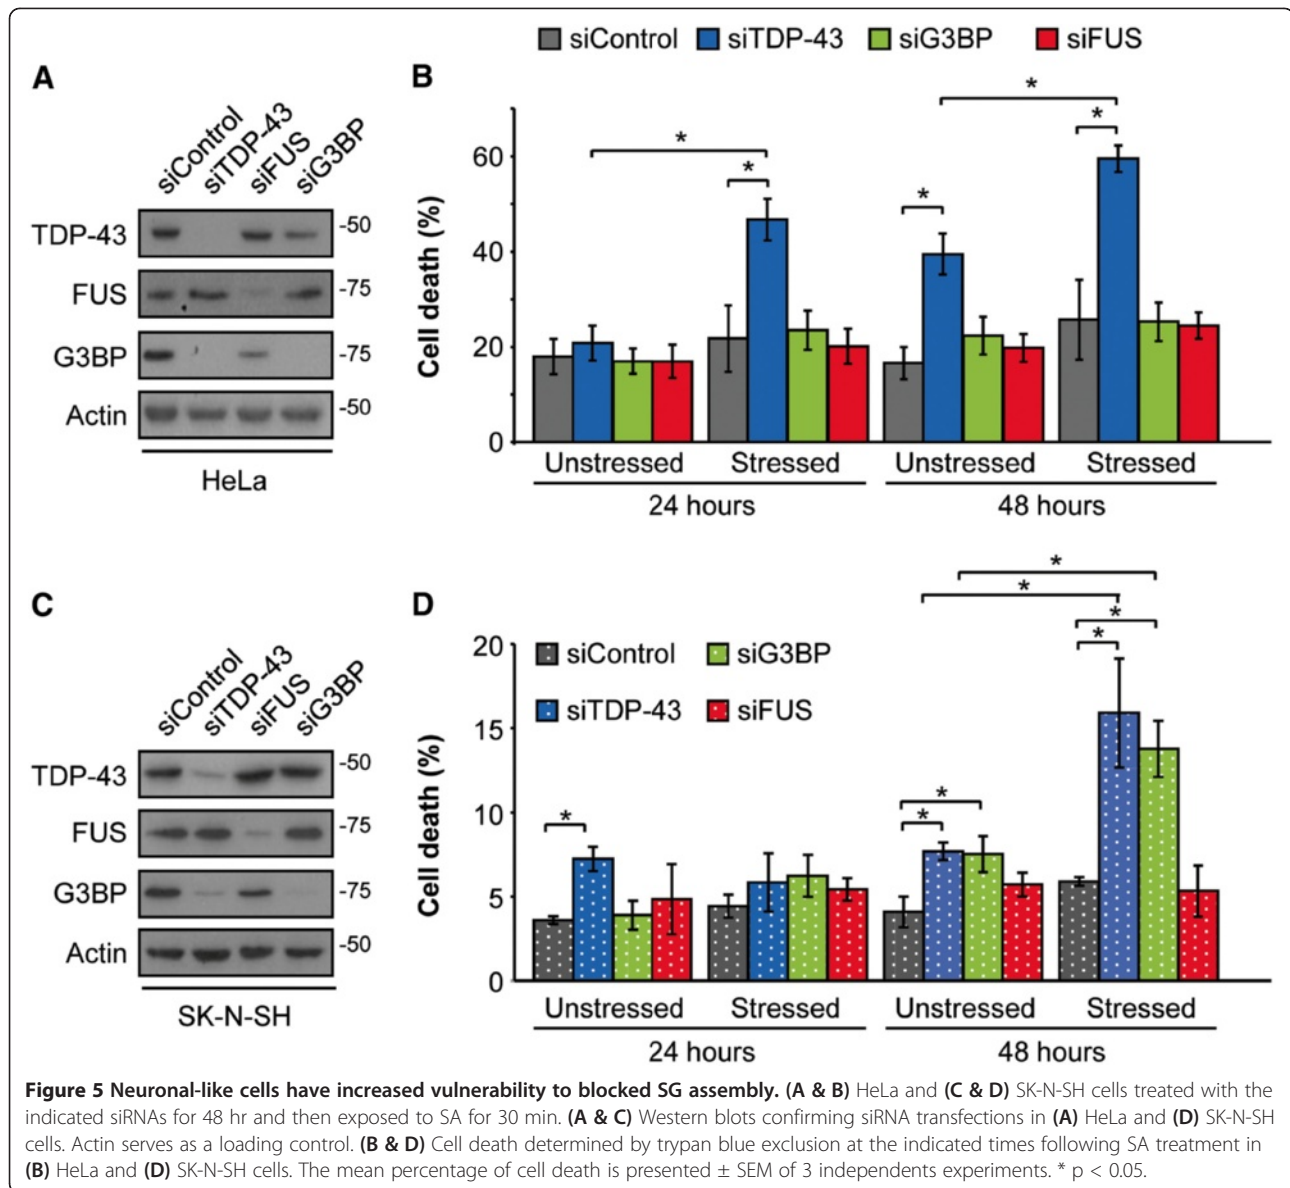 siControl siTDP-43 siG3BP siFUS
A
siControl siTDP-43 siFUS siG3BP
TDP-43 -50
FUS -75
G3BP -75
Actin -50
HeLa
B
Cell death (%)
60
40
20
0
* * * * *
Unstressed Stressed Unstressed Stressed
24 hours 48 hours
C
siControl siTDP-43 siFUS siG3BP
TDP-43 -50
FUS -75
G3BP -75
Actin -50
SK-N-SH
D
siControl siG3BP
siTDP-43 siFUS
Cell death (%)
20
15
10
5
0
* * * * * * *
Unstressed Stressed Unstressed Stressed
24 hours 48 hours
Figure 5 Neuronal-like cells have increased vulnerability to blocked SG assembly. (A & B) HeLa and (C & D) SK-N-SH cells treated with the
indicated siRNAs for 48 hr and then exposed to SA for 30 min. (A & C) Western blots confirming siRNA transfections in (A) HeLa and (D) SK-N-SH
cells. Actin serves as a loading control. (B & D) Cell death determined by trypan blue exclusion at the indicated times following SA treatment in
(B) HeLa and (D) SK-N-SH cells. The mean percentage of cell death is presented ± SEM of 3 independents experiments. * p < 0.05.